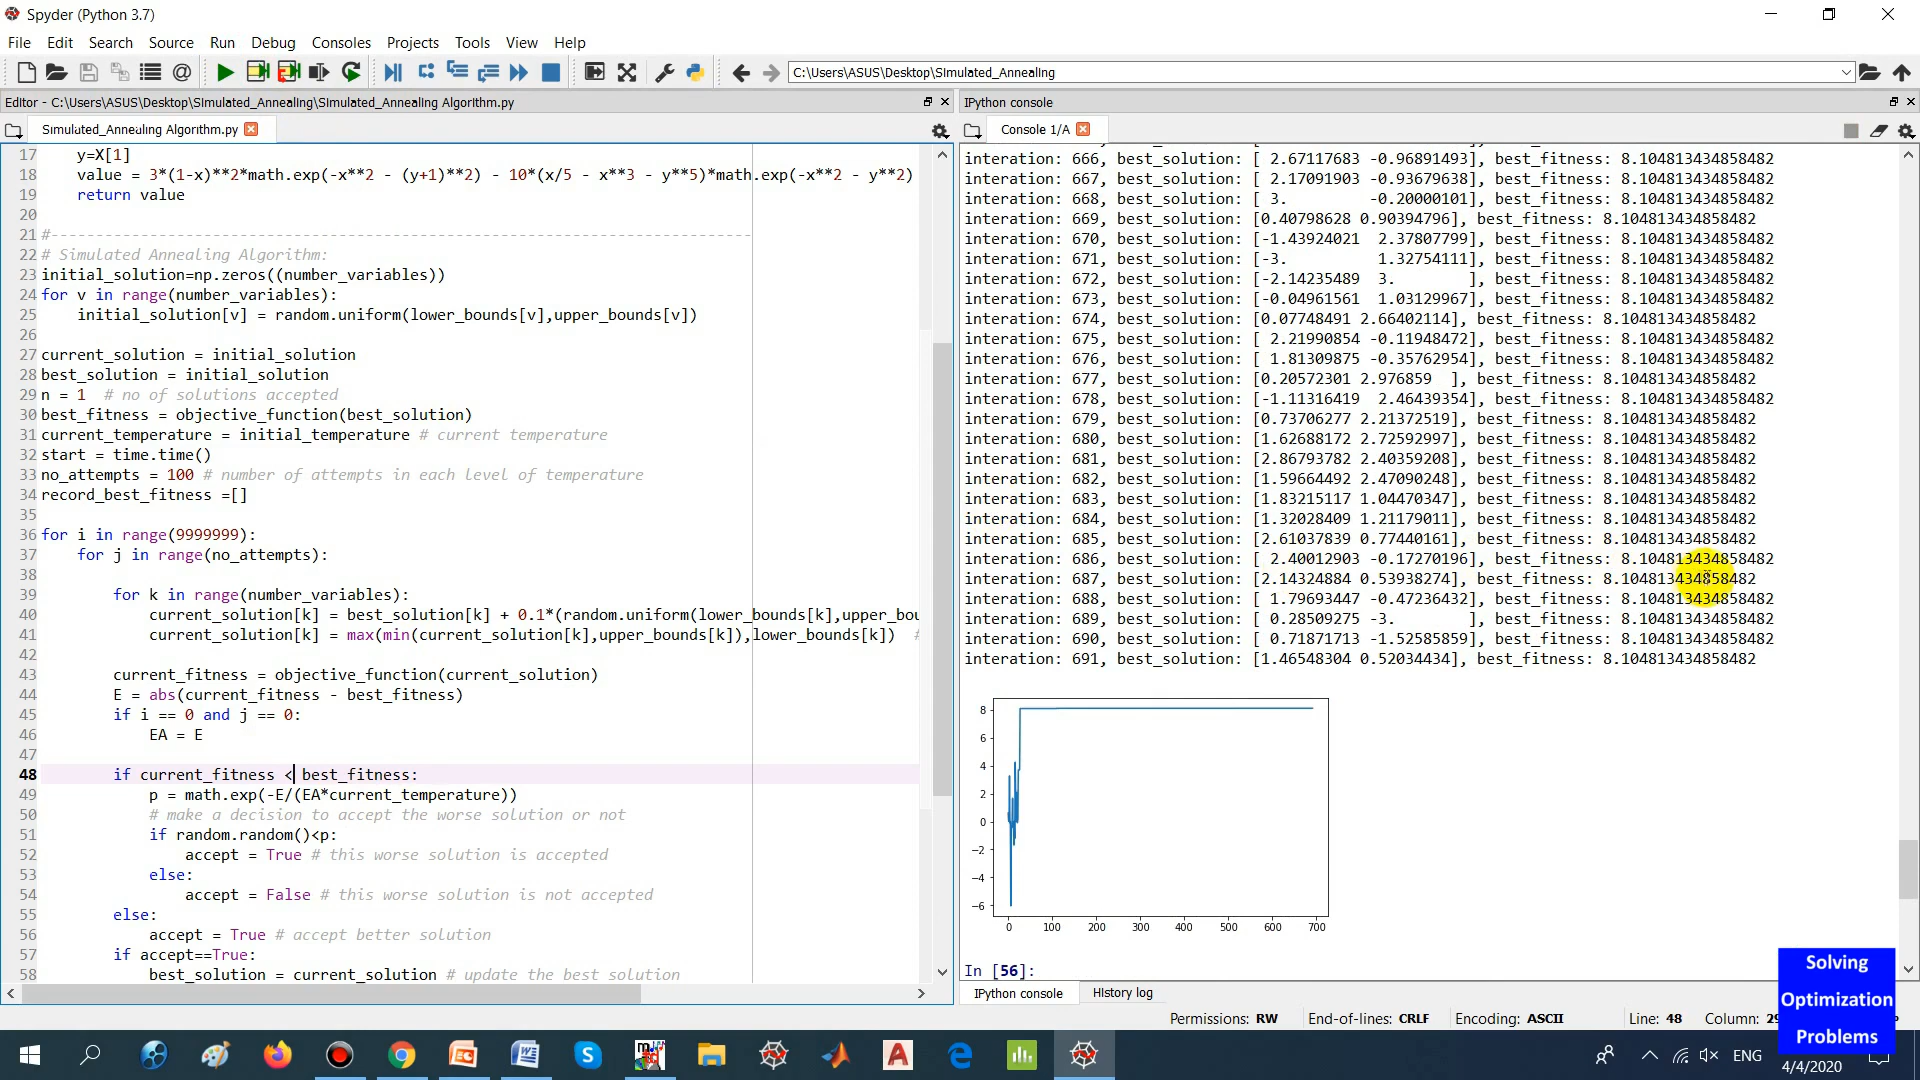 Spyder (Python 3.7)
File Edit Search Source Run Debug Consoles Projects Tools View Help
C:\Users\ASUS\Desktop\Simulated_Annealing
Editor - C:\Users\ASUS\Desktop\Simulated_Annealing\Simulated_Annealing Algorithm.py
Simulated_Annealing Algorithm.py
17 y=X[1]
18 value = 3*(1-x)**2*math.exp(-x**2 - (y+1)**2) - 10*(x/5 - x**3 - y**5)*math.exp(-x**2 - y**2)
19 return value
20
21 #-------------------------------------------------------------------------------
22 # Simulated Annealing Algorithm:
23 initial_solution=np.zeros((number_variables))
24 for v in range(number_variables):
25 initial_solution[v] = random.uniform(lower_bounds[v],upper_bounds[v])
26
27 current_solution = initial_solution
28 best_solution = initial_solution
29 n = 1 # no of solutions accepted
30 best_fitness = objective_function(best_solution)
31 current_temperature = initial_temperature # current temperature
32 start = time.time()
33 no_attempts = 100 # number of attempts in each level of temperature
34 record_best_fitness =[]
35
36 for i in range(9999999):
37 for j in range(no_attempts):
38
39 for k in range(number_variables):
40 current_solution[k] = best_solution[k] + 0.1*(random.uniform(lower_bounds[k],upper_bou
41 current_solution[k] = max(min(current_solution[k],upper_bounds[k]),lower_bounds[k]) #
42
43 current_fitness = objective_function(current_solution)
44 E = abs(current_fitness - best_fitness)
45 if i == 0 and j == 0:
46 EA = E
47
48 if current_fitness < best_fitness:
49 p = math.exp(-E/(EA*current_temperature))
50 # make a decision to accept the worse solution or not
51 if random.random()<p:
52 accept = True # this worse solution is accepted
53 else:
54 accept = False # this worse solution is not accepted
55 else:
56 accept = True # accept better solution
57 if accept==True:
58 best_solution = current_solution # update the best solution
IPython console
Console 1/A
interation: 666, best_solution: [ 2.67117683 -0.96891493], best_fitness: 8.104813434858482
interation: 667, best_solution: [ 2.17091903 -0.93679638], best_fitness: 8.104813434858482
interation: 668, best_solution: [ 3. -0.20000101], best_fitness: 8.104813434858482
interation: 669, best_solution: [0.40798628 0.90394796], best_fitness: 8.104813434858482
interation: 670, best_solution: [-1.43924021 2.37807799], best_fitness: 8.104813434858482
interation: 671, best_solution: [-3. 1.32754111], best_fitness: 8.104813434858482
interation: 672, best_solution: [-2.14235489 3. ], best_fitness: 8.104813434858482
interation: 673, best_solution: [-0.04961561 1.03129967], best_fitness: 8.104813434858482
interation: 674, best_solution: [0.07748491 2.66402114], best_fitness: 8.104813434858482
interation: 675, best_solution: [ 2.21990854 -0.11948472], best_fitness: 8.104813434858482
interation: 676, best_solution: [ 1.81309875 -0.35762954], best_fitness: 8.104813434858482
interation: 677, best_solution: [0.20572301 2.976859 ], best_fitness: 8.104813434858482
interation: 678, best_solution: [-1.11316419 2.46439354], best_fitness: 8.104813434858482
interation: 679, best_solution: [0.73706277 2.21372519], best_fitness: 8.104813434858482
interation: 680, best_solution: [1.62688172 2.72592997], best_fitness: 8.104813434858482
interation: 681, best_solution: [2.86793782 2.40359208], best_fitness: 8.104813434858482
interation: 682, best_solution: [1.59664492 2.47090248], best_fitness: 8.104813434858482
interation: 683, best_solution: [1.83215117 1.04470347], best_fitness: 8.104813434858482
interation: 684, best_solution: [1.32028409 1.21179011], best_fitness: 8.104813434858482
interation: 685, best_solution: [2.61037839 0.77440161], best_fitness: 8.104813434858482
interation: 686, best_solution: [ 2.40012903 -0.17270196], best_fitness: 8.104813434858482
interation: 687, best_solution: [2.14324884 0.53938274], best_fitness: 8.104813434858482
interation: 688, best_solution: [ 1.79693447 -0.47236432], best_fitness: 8.104813434858482
interation: 689, best_solution: [ 0.28509275 -3. ], best_fitness: 8.104813434858482
interation: 690, best_solution: [ 0.71871713 -1.52585859], best_fitness: 8.104813434858482
interation: 691, best_solution: [1.46548304 0.52034434], best_fitness: 8.104813434858482
8
6
4
2
0
−2
−4
−6
0 100 200 300 400 500 600 700
In [56]:
IPython console History log
Permissions: RW End-of-lines: CRLF Encoding: ASCII Line: 48 Column:
Solving
Optimization
Problems
ENG
4/4/2020